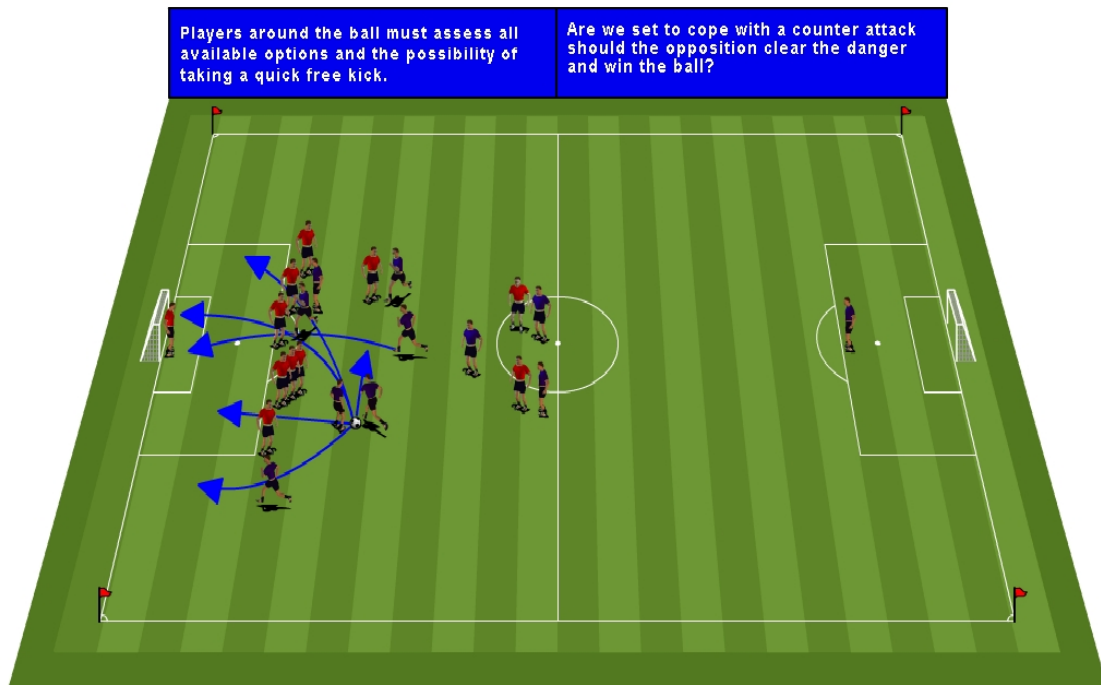 Players around the ball must assess all
available options and the possibility of
taking a quick free kick.
Are we set to cope with a counter attack
should the opposition clear the danger
and win the ball?